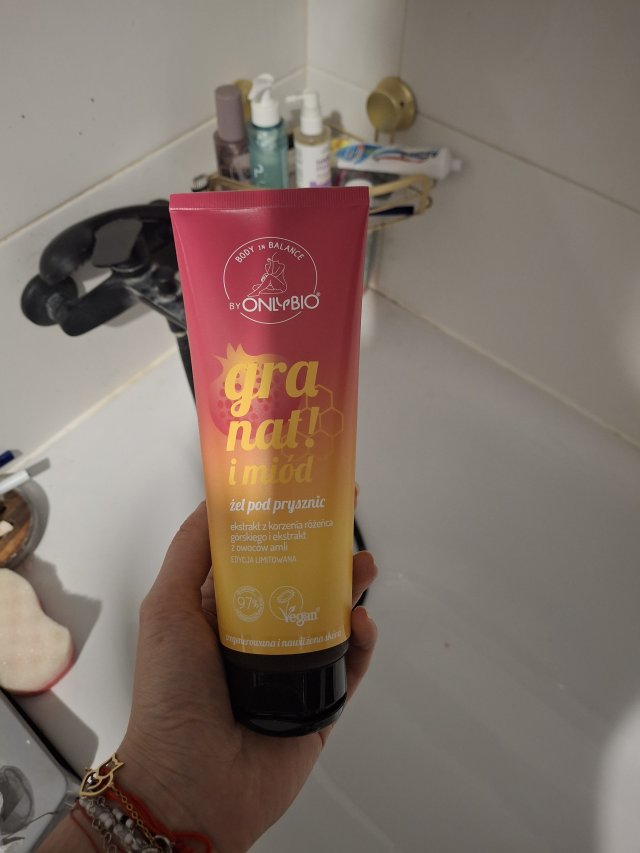 BODY IN BALANCE
BY ONLYBIO
gra
nat!
i miód
żel pod prysznic
ekstrakt z korzenia różeńca
górskiego i ekstrakt
z owoców amli
EDYCJA LIMITOWANA
97%
Vegan
zregenerowana i nawilżona skóra